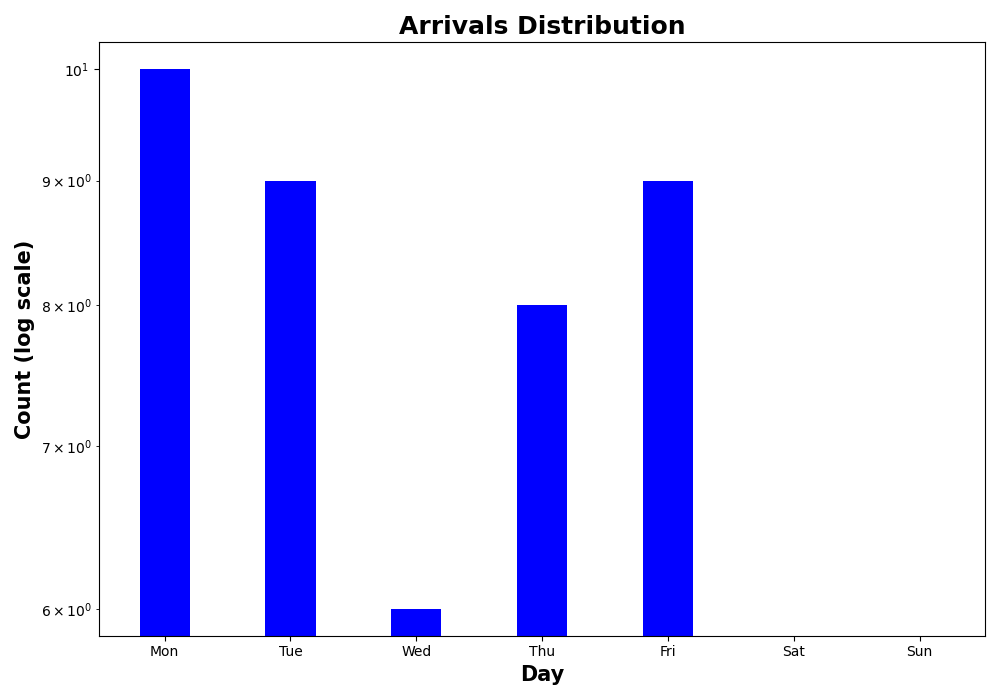 Arrivals Distribution
Count (log scale)
10¹
9 × 10⁰
8 × 10⁰
7 × 10⁰
6 × 10⁰
Mon Tue Wed Thu Fri Sat Sun
Day